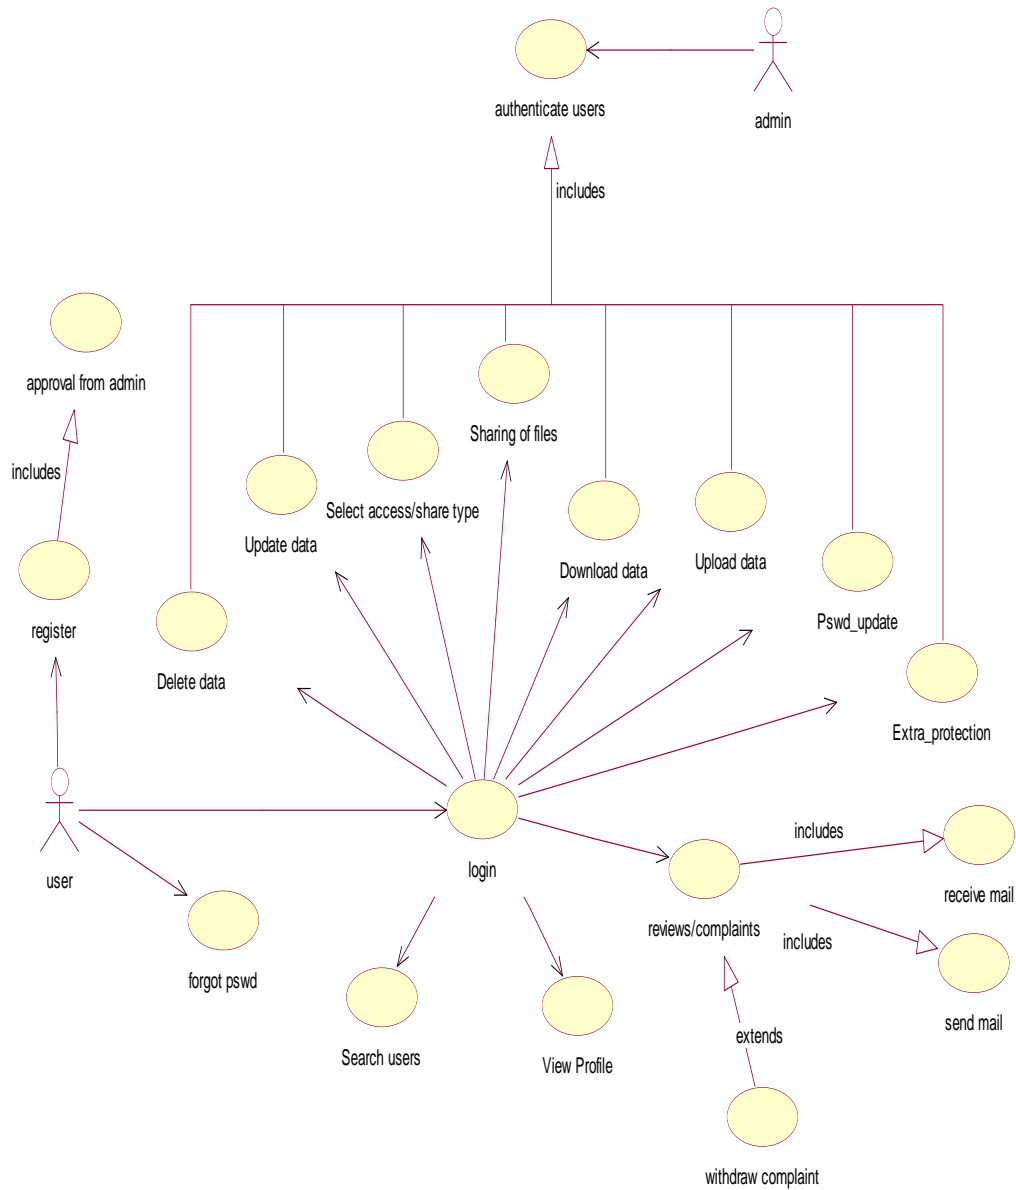 authenticate users
admin
includes
approval from admin
includes
Sharing of files
Select access/share type
Update data
Download data
Upload data
Pswd_update
register
Delete data
Extra_protection
includes
user
login
receive mail
reviews/complaints
includes
forgot pswd
send mail
extends
Search users
View Profile
withdraw complaint